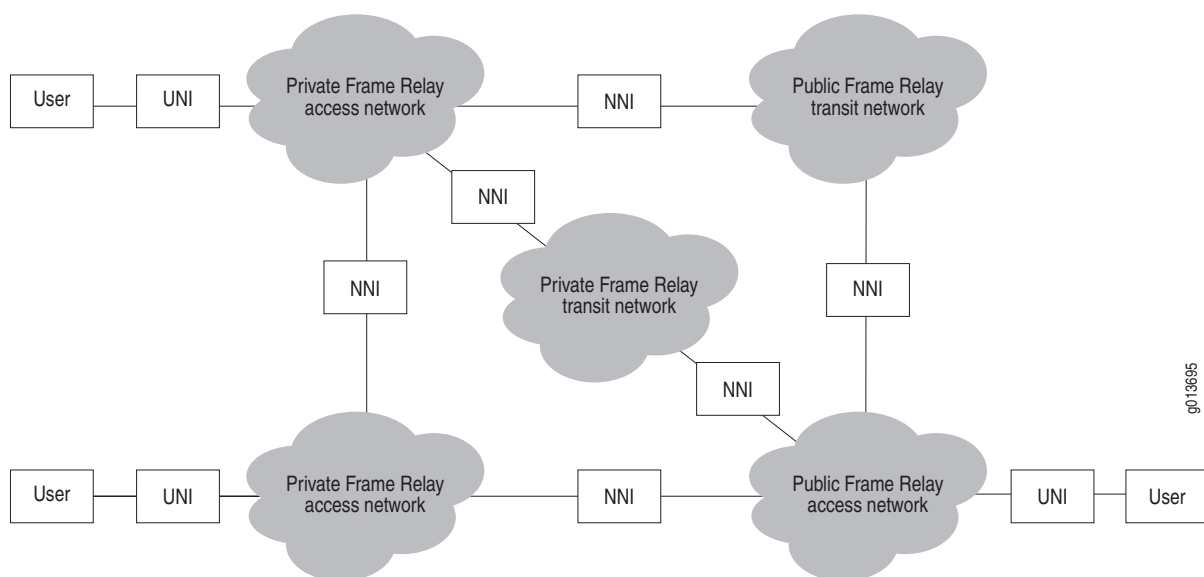 User
UNI
Private Frame Relay
access network
NNI
Public Frame Relay
transit network
NNI
NNI
Private Frame Relay
transit network
NNI
NNI
User
UNI
Private Frame Relay
access network
NNI
Public Frame Relay
access network
UNI
User
g013695